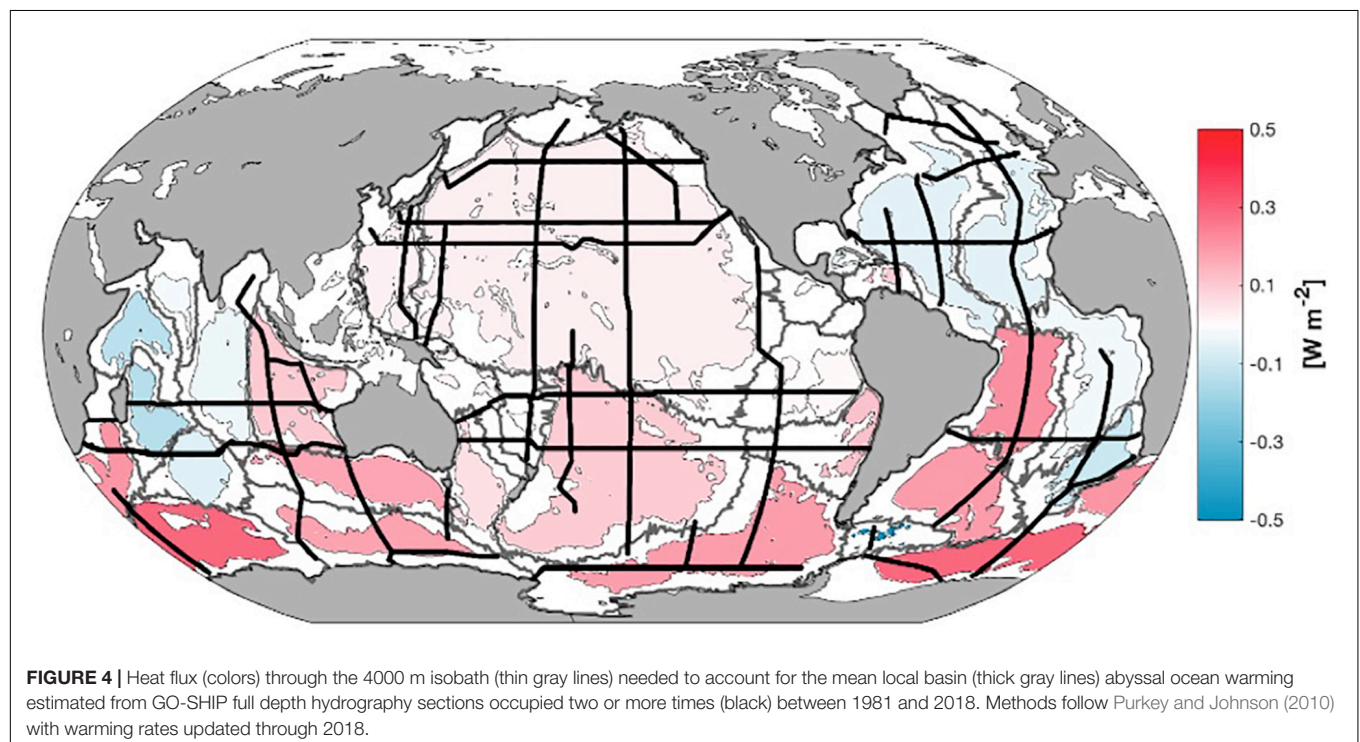 0.5
0.3
0.1
-0.1
-0.3
-0.5
[W m⁻²]
FIGURE 4 | Heat flux (colors) through the 4000 m isobath (thin gray lines) needed to account for the mean local basin (thick gray lines) abyssal ocean warming
estimated from GO-SHIP full depth hydrography sections occupied two or more times (black) between 1981 and 2018. Methods follow Purkey and Johnson (2010)
with warming rates updated through 2018.